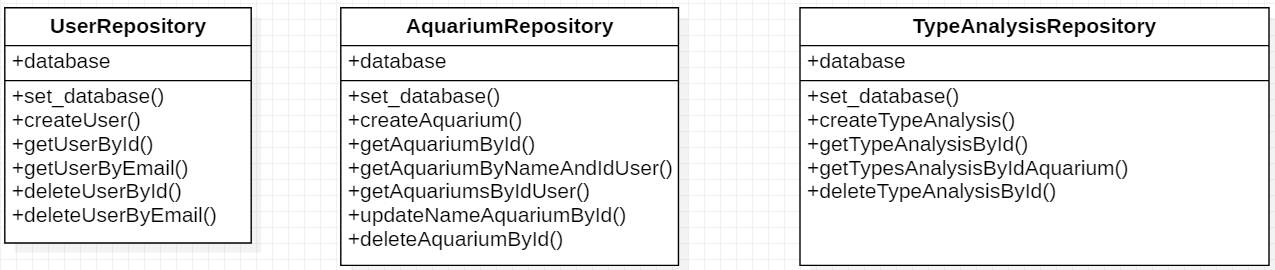 UserRepository
+database
+set_database()
+createUser()
+getUserById()
+getUserByEmail()
+deleteUserById()
+deleteUserByEmail()
AquariumRepository
+database
+set_database()
+createAquarium()
+getAquariumById()
+getAquariumByNameAndIdUser()
+getAquariumsByIdUser()
+updateNameAquariumById()
+deleteAquariumById()
TypeAnalysisRepository
+database
+set_database()
+createTypeAnalysis()
+getTypeAnalysisById()
+getTypesAnalysisByIdAquarium()
+deleteTypeAnalysisById()